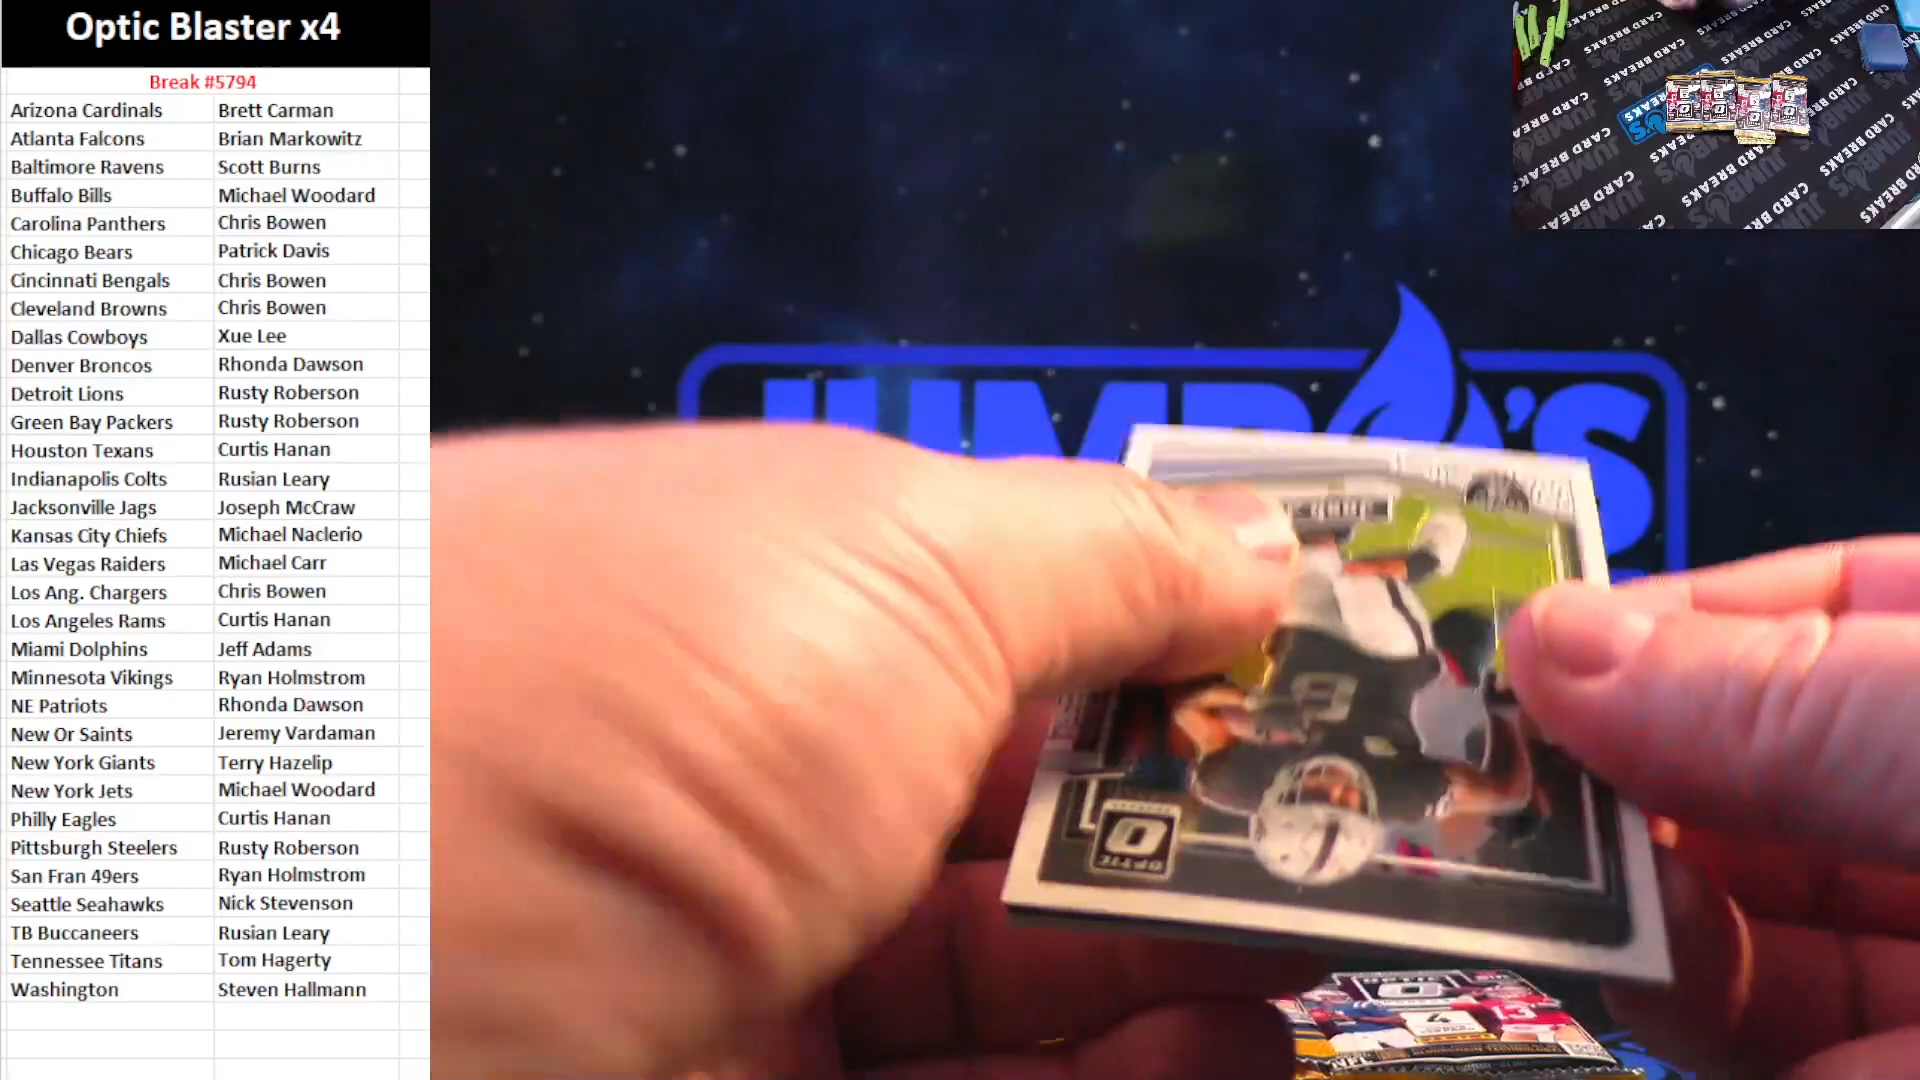 Optic Blaster x4
Break #5794
Arizona Cardinals Brett Carman
Atlanta Falcons Brian Markowitz
Baltimore Ravens Scott Burns
Buffalo Bills Michael Woodard
Carolina Panthers Chris Bowen
Chicago Bears Patrick Davis
Cincinnati Bengals Chris Bowen
Cleveland Browns Chris Bowen
Dallas Cowboys Xue Lee
Denver Broncos Rhonda Dawson
Detroit Lions Rusty Roberson
Green Bay Packers Rusty Roberson
Houston Texans Curtis Hanan
Indianapolis Colts Rusian Leary
Jacksonville Jags Joseph McCraw
Kansas City Chiefs Michael Naclerio
Las Vegas Raiders Michael Carr
Los Ang. Chargers Chris Bowen
Los Angeles Rams Curtis Hanan
Miami Dolphins Jeff Adams
Minnesota Vikings Ryan Holmstrom
NE Patriots Rhonda Dawson
New Or Saints Jeremy Vardaman
New York Giants Terry Hazelip
New York Jets Michael Woodard
Philly Eagles Curtis Hanan
Pittsburgh Steelers Rusty Roberson
San Fran 49ers Ryan Holmstrom
Seattle Seahawks Nick Stevenson
TB Buccaneers Rusian Leary
Tennessee Titans Tom Hagerty
Washington Steven Hallmann
JUMBO'S
OPTIC
CARD BREAKS
JUMBO'S